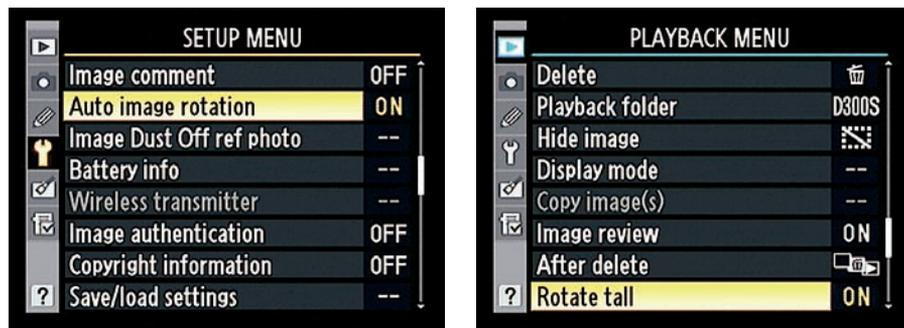 SETUP MENU
Image comment OFF
Auto image rotation ON
Image Dust Off ref photo --
Battery info --
Wireless transmitter --
Image authentication OFF
Copyright information OFF
Save/load settings --
?
PLAYBACK MENU
Delete
Playback folder D300S
Hide image
Display mode --
Copy image(s) --
Image review ON
After delete
Rotate tall ON
?